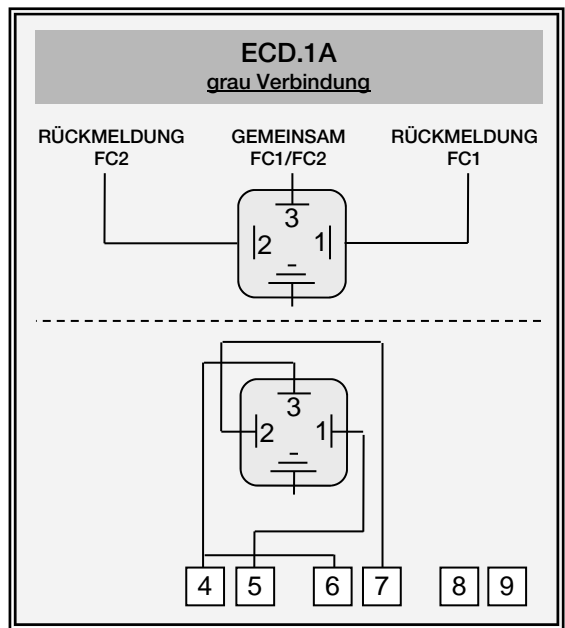 ECD.1A
grau Verbindung
RÜCKMELDUNG GEMEINSAM RÜCKMELDUNG
FC2 FC1/FC2 FC1
3
2 1
3
2 1
4 5 6 7 8 9